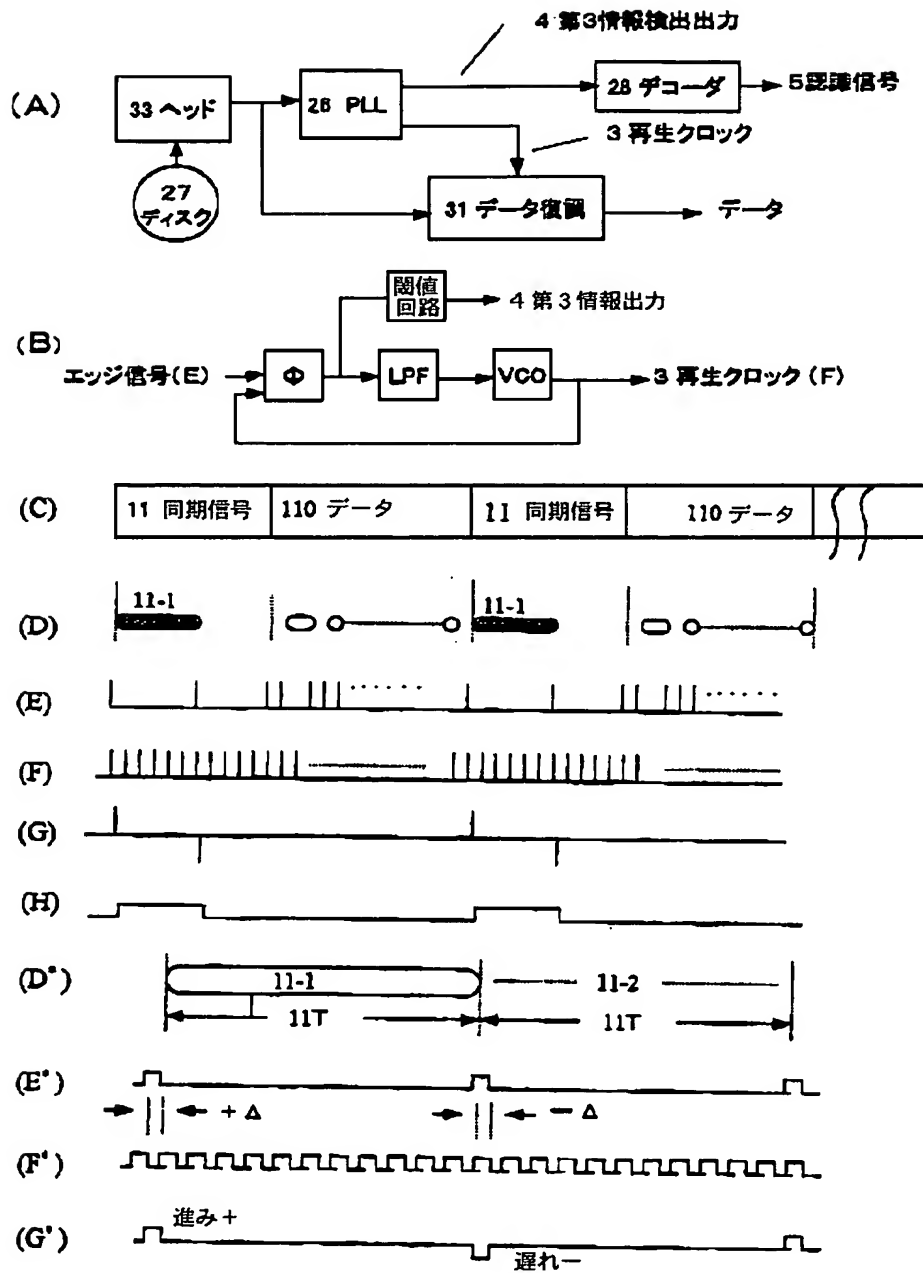 4 第3情報検出出力
(A)
33 ヘッド
26 PLL
28 デコーダ
5認識信号
3 再生クロック
27
ディスク
31 データ復調
データ
(B)
閾値
回路
4 第3情報出力
エッジ信号(E)
Φ
LPF
VCO
3 再生クロック (F)
(C)
11 同期信号
110 データ
11 同期信号
110 データ
(D)
11-1
11-1
(E)
(F)
(G)
(H)
(D')
11-1
11-2
11T
11T
(E')
+ Δ
− Δ
(F')
(G')
進み+
遅れ−